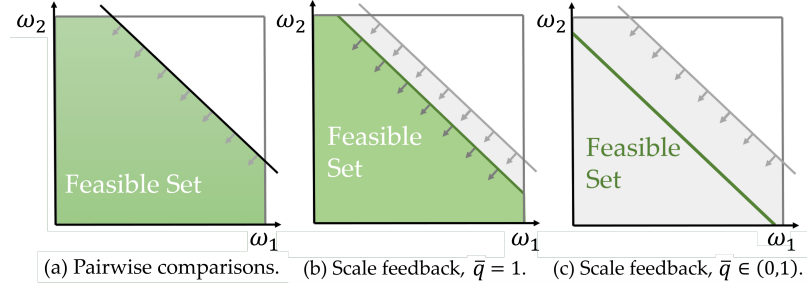 ω₂
Feasible Set
ω₁
(a) Pairwise comparisons.
ω₂
Feasible
Set
ω₁
(b) Scale feedback, q̅ = 1.
ω₂
Feasible
Set
ω₁
(c) Scale feedback, q̅ ∈ (0,1).